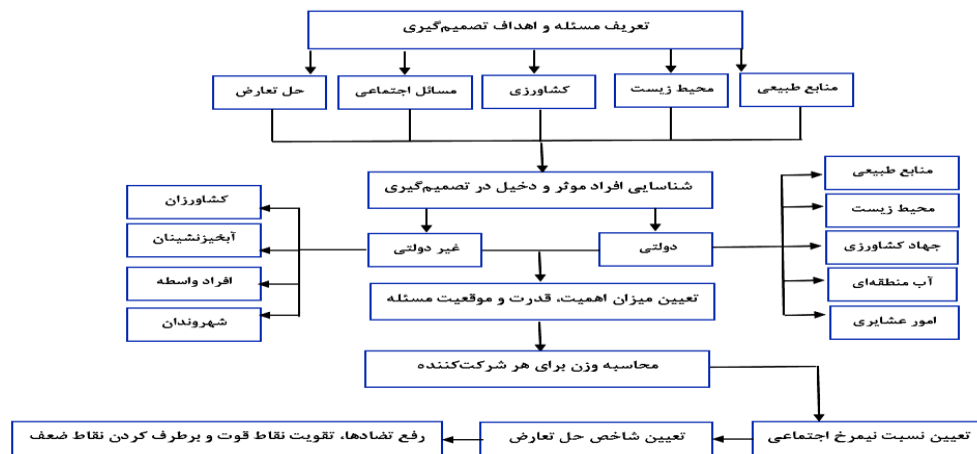 تعریف مسئله و اهداف تصمیم‌گیری
منابع طبیعی
محیط زیست
کشاورزی
مسائل اجتماعی
حل تعارض
شناسایی افراد موثر و دخیل در تصمیم‌گیری
دولتی
غیر دولتی
منابع طبیعی
محیط زیست
جهاد کشاورزی
آب منطقه‌ای
امور عشایری
کشاورزان
آبخیزنشینان
افراد واسطه
شهروندان
تعیین میزان اهمیت، قدرت و موقعیت مسئله
محاسبه وزن برای هر شرکت‌کننده
تعیین نسبت نیمرخ اجتماعی
تعیین شاخص حل تعارض
رفع تضادها، تقویت نقاط قوت و برطرف کردن نقاط ضعف